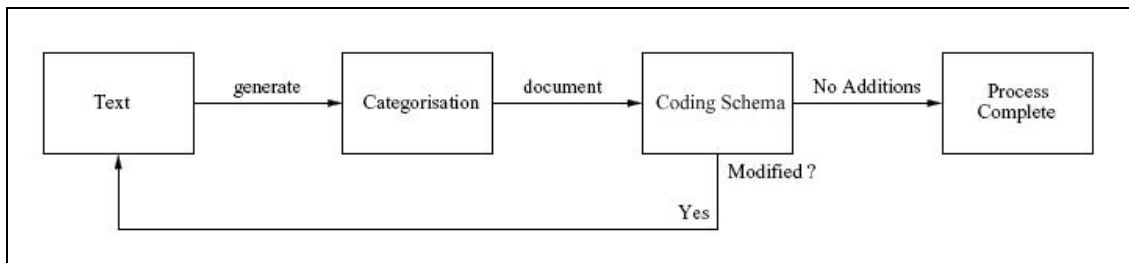 Text
generate
Categorisation
document
Coding Schema
No Additions
Process
Complete
Modified ?
Yes